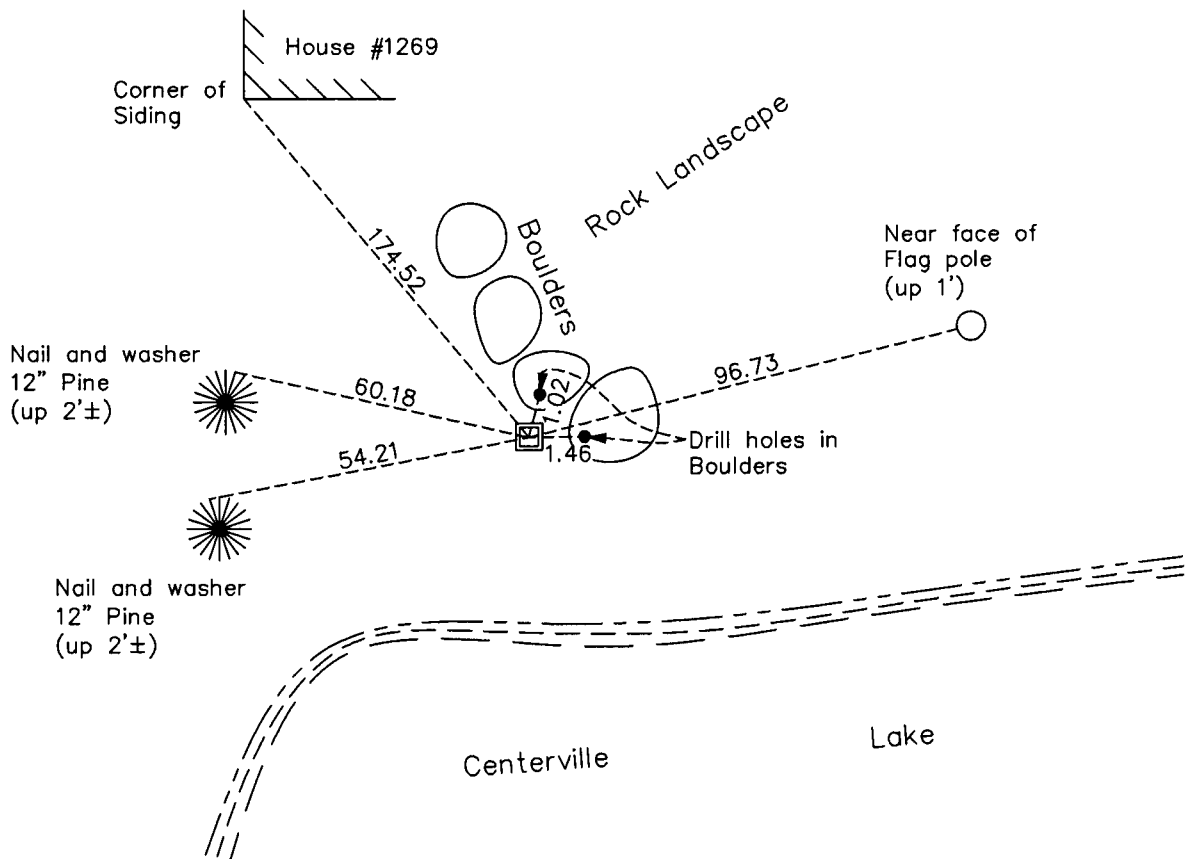 House #1269
Corner of
Siding
Rock Landscape
Boulders
174.52
Near face of
Flag pole
(up 1')
Nail and washer
12" Pine
(up 2'±)
60.18
96.73
1.02
54.21
1.46
Drill holes in
Boulders
Nail and washer
12" Pine
(up 2'±)
Centerville Lake